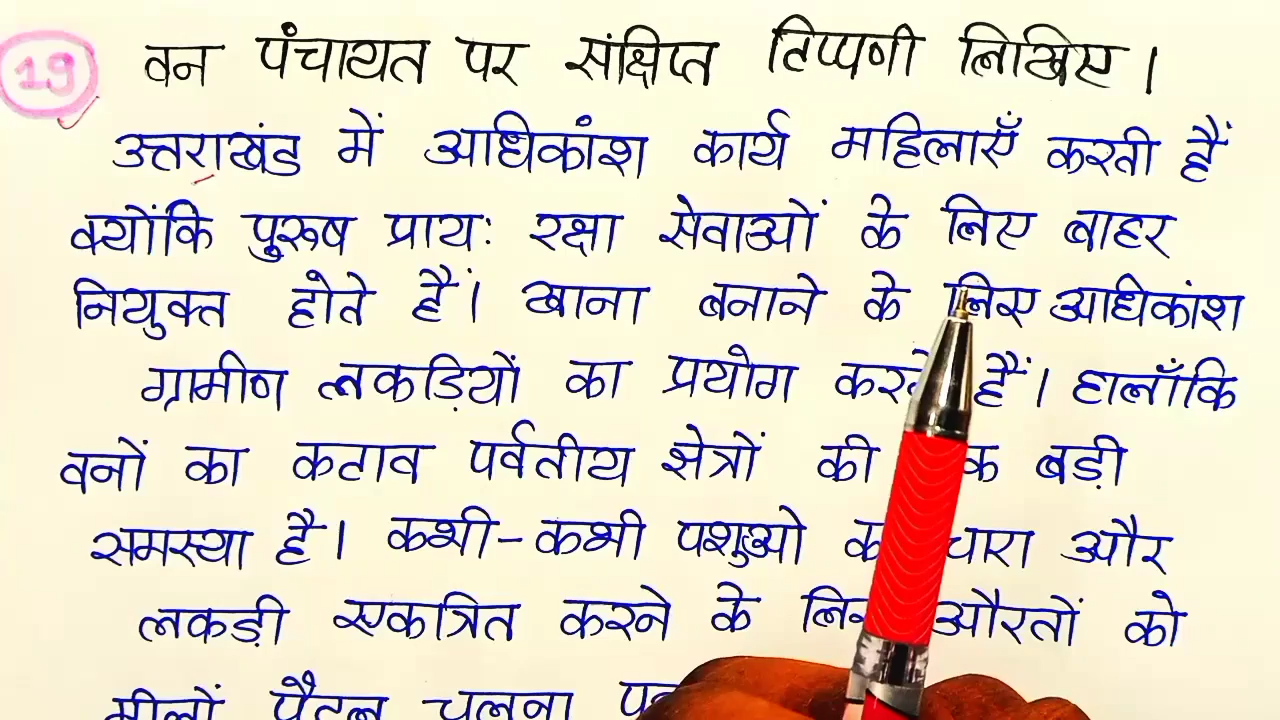 19 वन पंचायत पर संक्षिप्त टिप्पणी लिखिए।
उत्तराखंड में अधिकांश कार्य महिलाएँ करती हैं
क्योंकि पुरूष प्रायः रक्षा सेवाओं के लिए बाहर
नियुक्त होते हैं। खाना बनाने के लिए अधिकांश
ग्रामीण लकड़ियों का प्रयोग करते हैं। हालाँकि
वनों का कटाव पर्वतीय क्षेत्रों की बड़ी
समस्या है। कभी-कभी पशुओ चारा और
लकड़ी एकत्रित करने के औरतों को
मीलों पैदल चलना